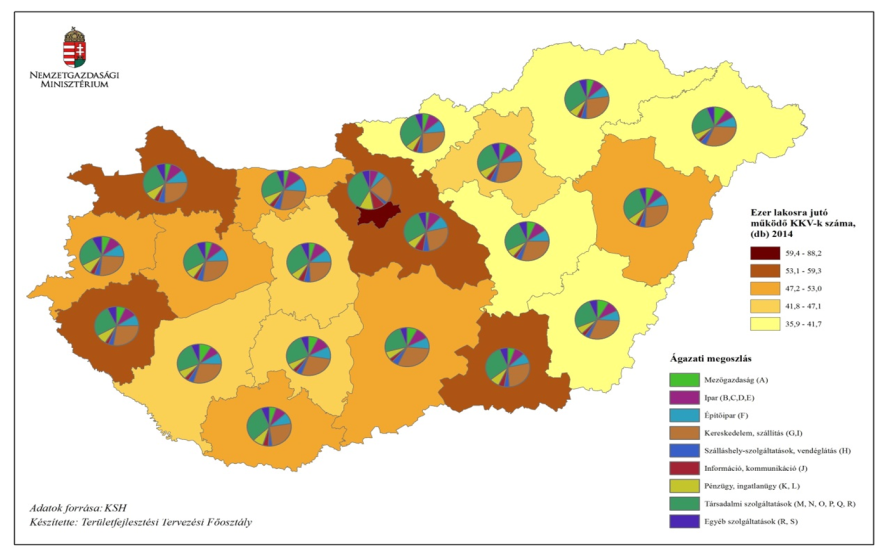 NEMZETGAZDASÁGI
MINISZTÉRIUM
Ezer lakosra jutó
működő KKV-k száma,
(db) 2014
59,4 - 88,2
53,1 - 59,3
47,2 - 53,0
41,8 - 47,1
35,9 - 41,7
Ágazati megoszlás
Mezőgazdaság (A)
Ipar (B,C,D,E)
Építőipar (F)
Kereskedelem, szállítás (G,I)
Szálláshely-szolgáltatások, vendéglátás (H)
Információ, kommunikáció (J)
Pénzügy, ingatlanügy (K, L)
Társadalmi szolgáltatások (M, N, O, P, Q, R)
Egyéb szolgáltatások (R, S)
Adatok forrása: KSH
Készítette: Területfejlesztési Tervezési Főosztály